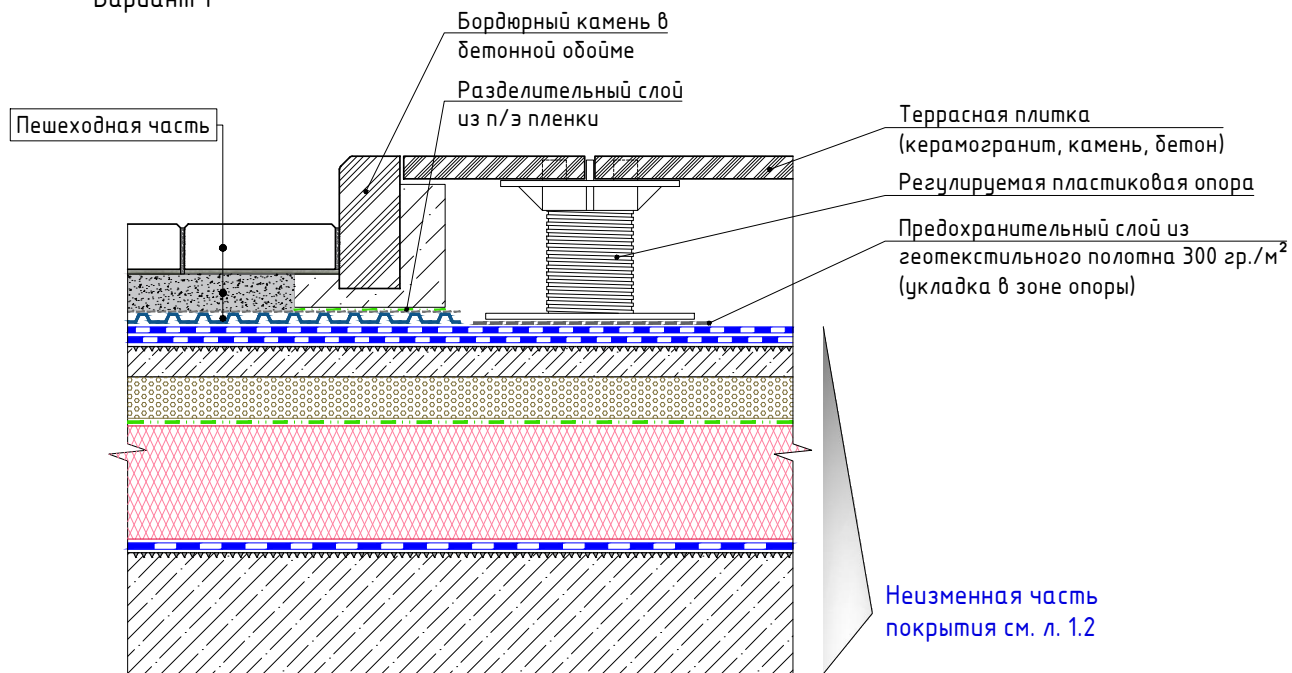 Вариант 1
Бордюрный камень в
бетонной обойме
Разделительный слой
из п/э пленки
Пешеходная часть
Террасная плитка
(керамогранит, камень, бетон)
Регулируемая пластиковая опора
Предохранительный слой из
геотекстильного полотна 300 гр./м²
(укладка в зоне опоры)
Неизменная часть
покрытия см. л. 1.2